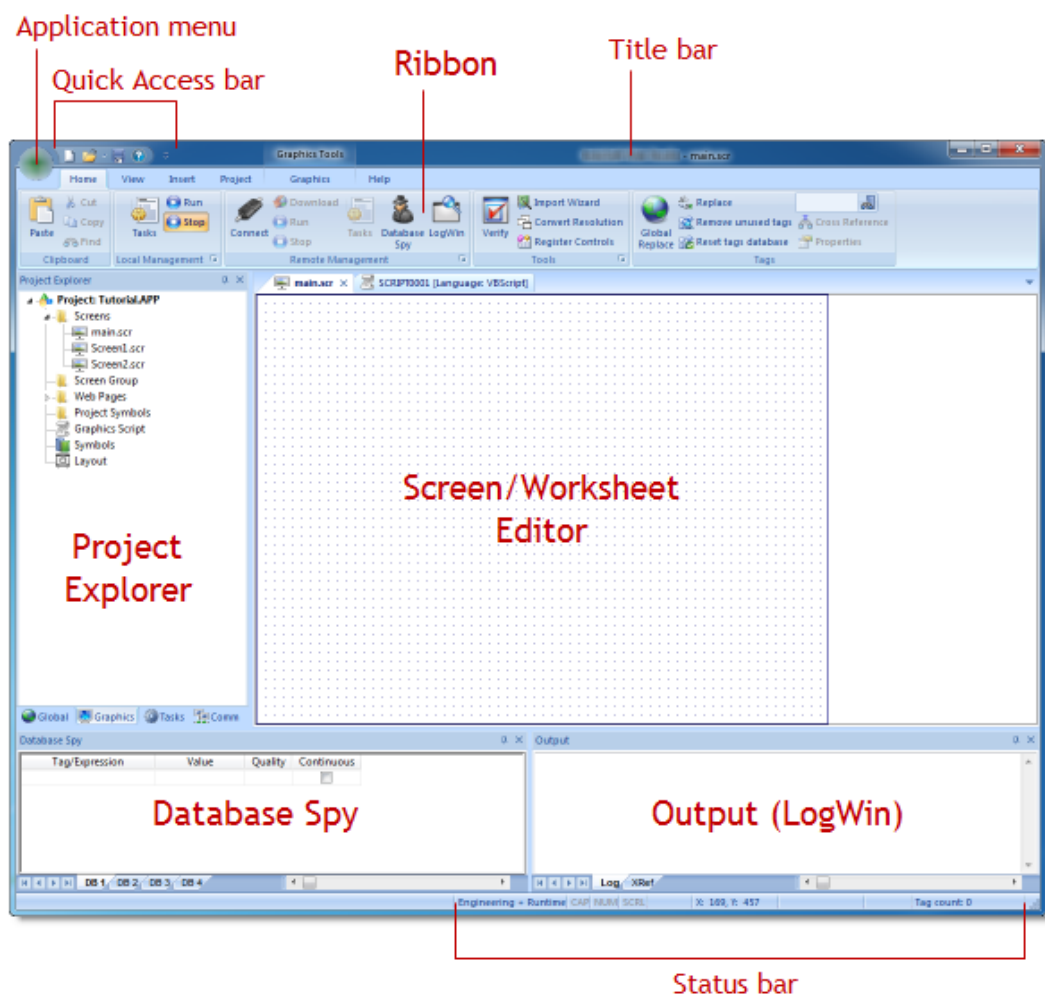 Application menu
Quick Access bar
Ribbon
Title bar
Graphics Tools
- main.scr
Home View Insert Project Graphics Help
Paste
Cut
Copy
Find
Clipboard
Tasks
Run
Stop
Local Management
Connect
Download
Run
Stop
Tasks
Database Spy
LogWin
Remote Management
Verify
Import Wizard
Convert Resolution
Register Controls
Tools
Global Replace
Replace
Remove unused tags
Reset tags database
Cross Reference
Properties
Tags
Project Explorer
main.scr
SCRIPT0001 (Language: VBScript)
Project: Tutorial.APP
Screens
main.scr
Screen1.scr
Screen2.scr
Screen Group
Web Pages
Project Symbols
Graphics Script
Symbols
Layout
Project
Explorer
Screen/Worksheet
Editor
Global Graphics Tasks Comm
Database Spy
Tag/Expression Value Quality Continuous
Database Spy
DB 1 DB 2 DB 3 DB 4
Output
Output (LogWin)
Log XRef
Engineering + Runtime CAP NUM SCRL X: 169, Y: 457 Tag count: 0
Status bar